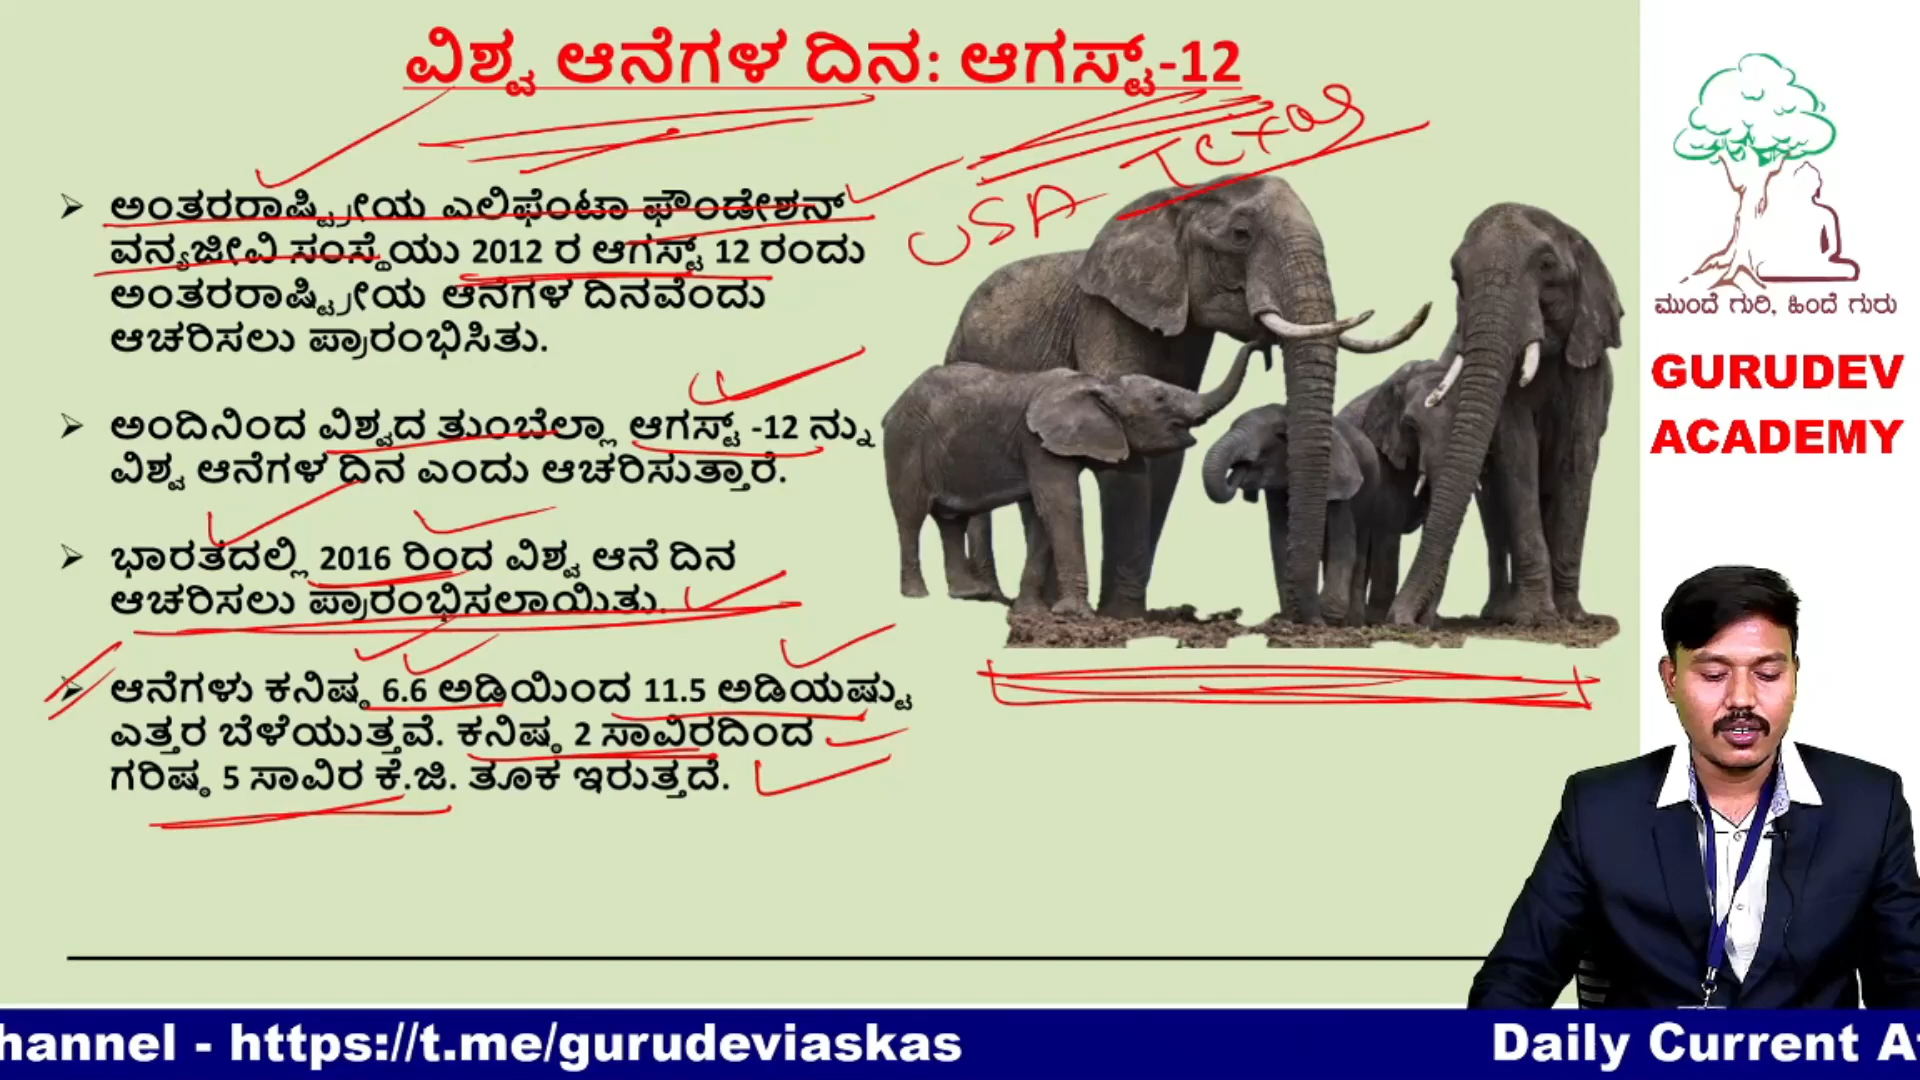 ವಿಶ್ವ ಆನೆಗಳ ದಿನ: ಆಗಸ್ಟ್-12
USA- Texas
ಅಂತರರಾಷ್ಟ್ರೀಯ ಎಲಿಫೆಂಟಾ ಫೌಂಡೇಶನ್
ವನ್ಯಜೀವಿ ಸಂಸ್ಥೆಯು 2012 ರ ಆಗಸ್ಟ್ 12 ರಂದು
ಅಂತರರಾಷ್ಟ್ರೀಯ ಆನೆಗಳ ದಿನವೆಂದು
ಆಚರಿಸಲು ಪ್ರಾರಂಭಿಸಿತು.
ಅಂದಿನಿಂದ ವಿಶ್ವದ ತುಂಬೆಲ್ಲಾ ಆಗಸ್ಟ್ -12 ನ್ನು
ವಿಶ್ವ ಆನೆಗಳ ದಿನ ಎಂದು ಆಚರಿಸುತ್ತಾರೆ.
ಭಾರತದಲ್ಲಿ 2016 ರಿಂದ ವಿಶ್ವ ಆನೆ ದಿನ
ಆಚರಿಸಲು ಪ್ರಾರಂಭಿಸಲಾಯಿತು.
ಆನೆಗಳು ಕನಿಷ್ಠ 6.6 ಅಡಿಯಿಂದ 11.5 ಅಡಿಯಷ್ಟು
ಎತ್ತರ ಬೆಳೆಯುತ್ತವೆ. ಕನಿಷ್ಠ 2 ಸಾವಿರದಿಂದ
ಗರಿಷ್ಠ 5 ಸಾವಿರ ಕೆ.ಜಿ. ತೂಕ ಇರುತ್ತದೆ.
ಮುಂದೆ ಗುರಿ, ಹಿಂದೆ ಗುರು
GURUDEV
ACADEMY
hannel - https://t.me/gurudeviaskas Daily Current Af